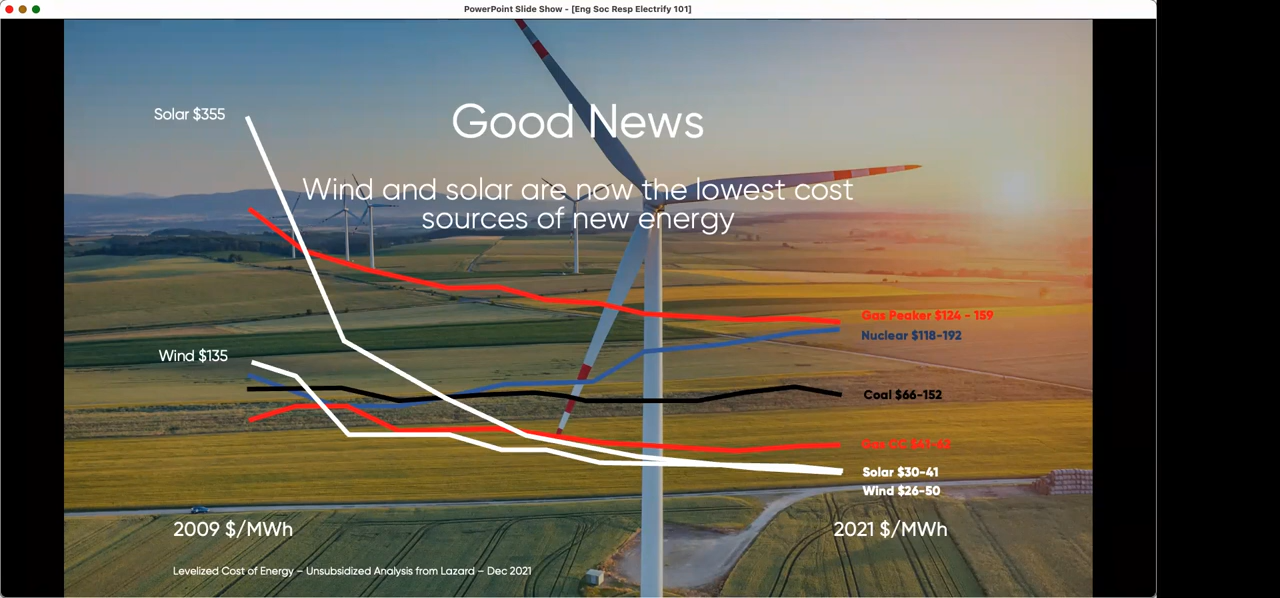 PowerPoint Slide Show - [Eng Soc Resp Electrify 101]
Good News
Wind and solar are now the lowest cost
sources of new energy
Solar $355
Wind $135
Gas Peaker $124 - 159
Nuclear $118-192
Coal $66-152
Gas CC
Solar $30-41
Wind $26-50
2009 $/MWh
2021 $/MWh
Levelized Cost of Energy – Unsubsidized Analysis from Lazard – Dec 2021